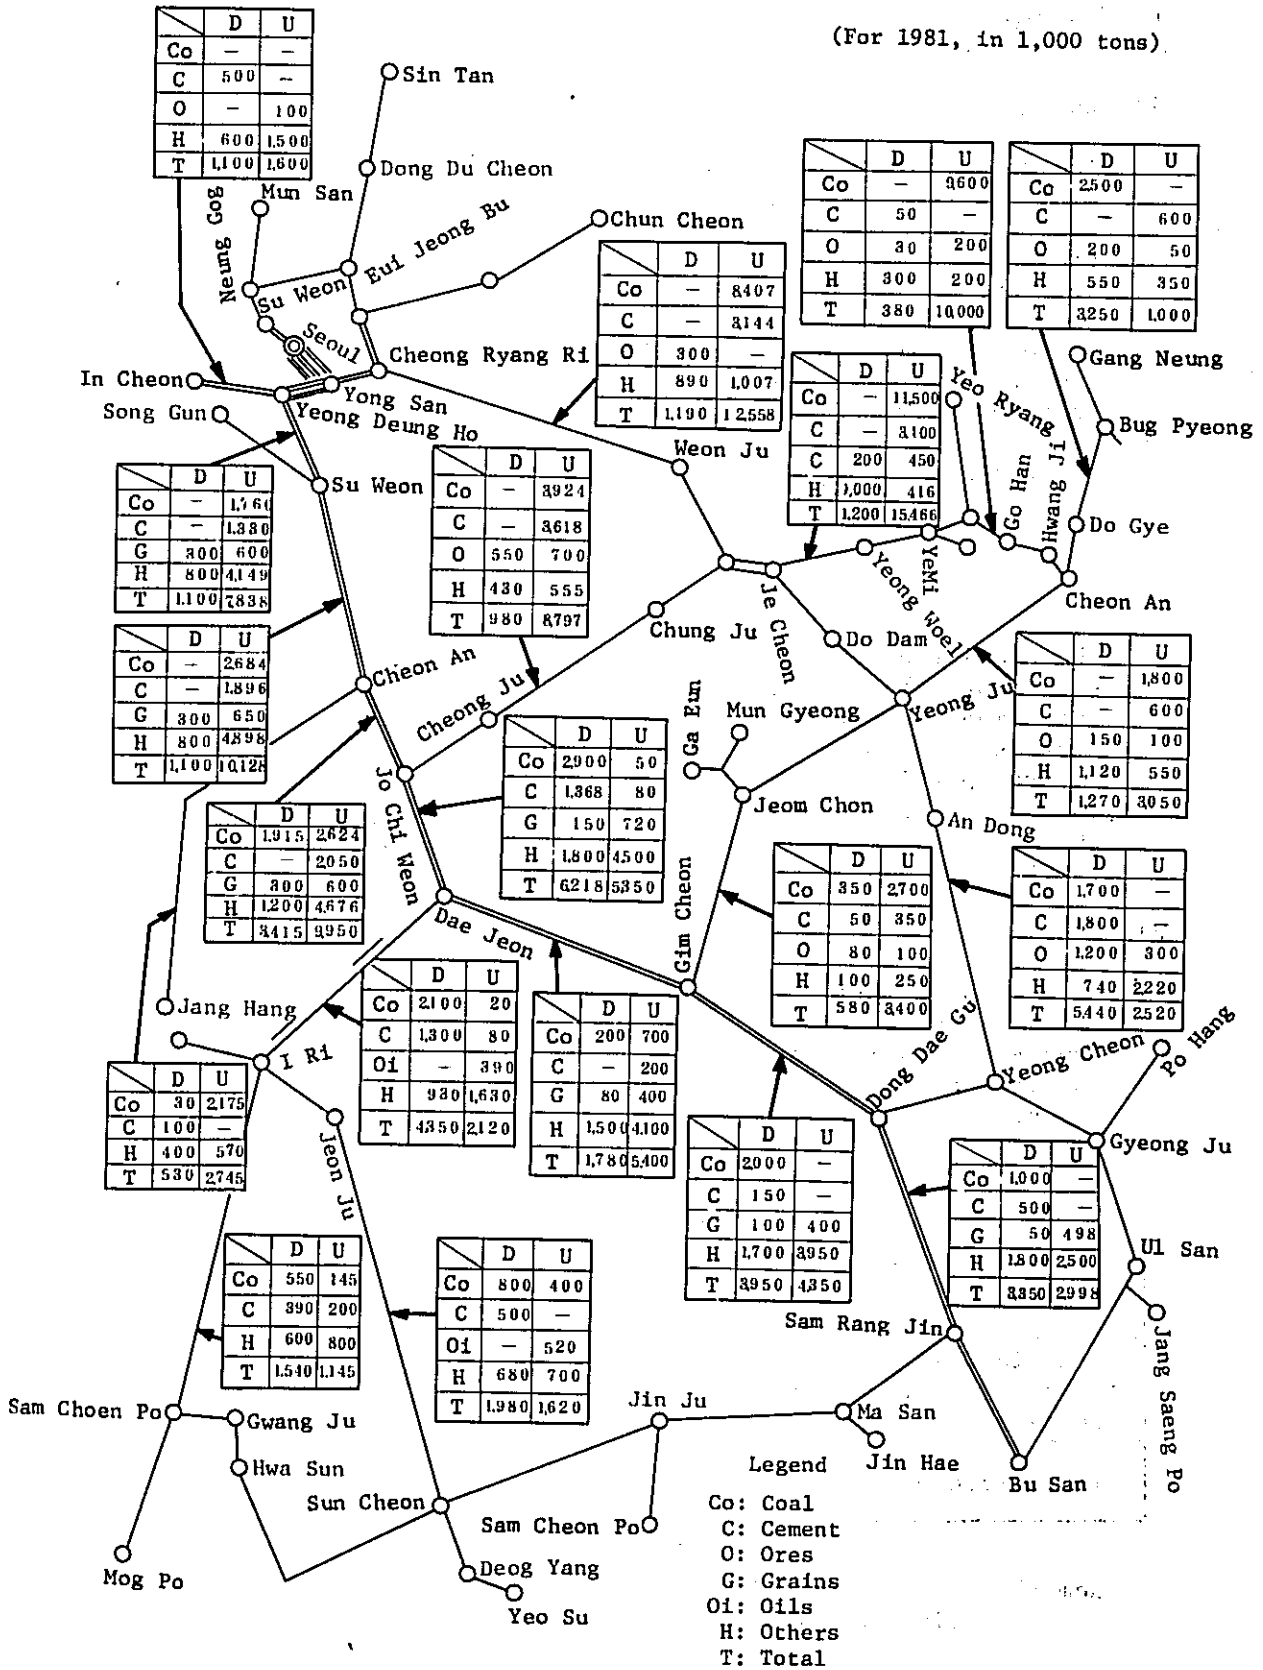 (For 1981, in 1,000 tons)
D U
Co — —
C 500 —
O — 100
H 600 1,500
T 1,100 1,600
Sin Tan
Dong Du Cheon
Mun San
Neung Gog
Eui Jeong Bu
Su Weon
Seoul
Chun Cheon
Cheong Ryang Ri
In Cheon
Yong San
Song Gun
Yeong Deung Ho
Su Weon
D U
Co — 8,407
C — 3,144
O 300 —
H 890 1,007
T 1,190 12,558
D U
Co — 9,600
C 50 —
O 30 200
H 300 200
T 380 10,000
D U
Co 2,500 —
C — 600
O 200 50
H 550 350
T 3,250 1,000
Gang Neung
Bug Pyeong
Yeo Ryang
Go Han
Hwang Ji
Do Gye
Cheon An
D U
Co — 11,500
C — 3,100
C 200 450
H 1,000 416
T 1,200 15,466
Weon Ju
YeMi
Yeong Woel
Je Cheon
Do Dam
Yeong Ju
Chung Ju
Cheong Ju
D U
Co — 1,760
C — 1,330
G 300 600
H 800 4,149
T 1,100 7,838
D U
Co — 3,924
C — 3,618
O 550 700
H 430 555
T 980 8,797
D U
Co — 2,684
C — 1,896
G 300 650
H 800 4,898
T 1,100 10,128
Cheon An
Jo Chi Weon
D U
Co — 1,800
C — 600
O 150 100
H 1,120 550
T 1,270 3,050
Ga Eun
Mun Gyeong
Jeom Chon
An Dong
D U
Co 2,900 50
C 1,368 80
G 150 720
H 1,800 4,500
T 6,218 5,350
D U
Co 1,915 2,624
C — 2,050
G 300 600
H 1,200 4,676
T 3,415 9,950
Dae Jeon
Gim Cheon
D U
Co 350 2,700
C 50 350
O 80 100
H 100 250
T 580 3,400
D U
Co 1,700 —
C 1,800 —
O 1,200 300
H 740 2,220
T 5,440 2,520
Jang Hang
I Ri
Jeon Ju
D U
Co 2,100 20
C 1,300 80
Oi — 390
H 930 1,630
T 4,350 2,120
D U
Co 200 700
C — 200
G 80 400
H 1,500 4,100
T 1,780 5,400
Dong Dae Gu
Yeong Cheon
Po Hang
Gyeong Ju
D U
Co 30 2,175
C 100 —
H 400 570
T 530 2,745
D U
Co 2,000 —
C 150 —
G 100 400
H 1,700 3,950
T 3,950 4,350
D U
Co 1,000 —
C 500 —
G 50 498
H 1,800 2,500
T 3,350 2,998
Ul San
Jang Saeng Po
D U
Co 550 145
C 390 200
H 600 800
T 1,540 1,145
D U
Co 800 400
C 500 —
Oi — 520
H 680 700
T 1,980 1,620
Sam Rang Jin
Sam Choen Po
Gwang Ju
Hwa Sun
Jin Ju
Ma San
Jin Hae
Bu San
Sun Cheon
Sam Cheon Po
Mog Po
Deog Yang
Yeo Su
Legend
Co: Coal
C: Cement
O: Ores
G: Grains
Oi: Oils
H: Others
T: Total